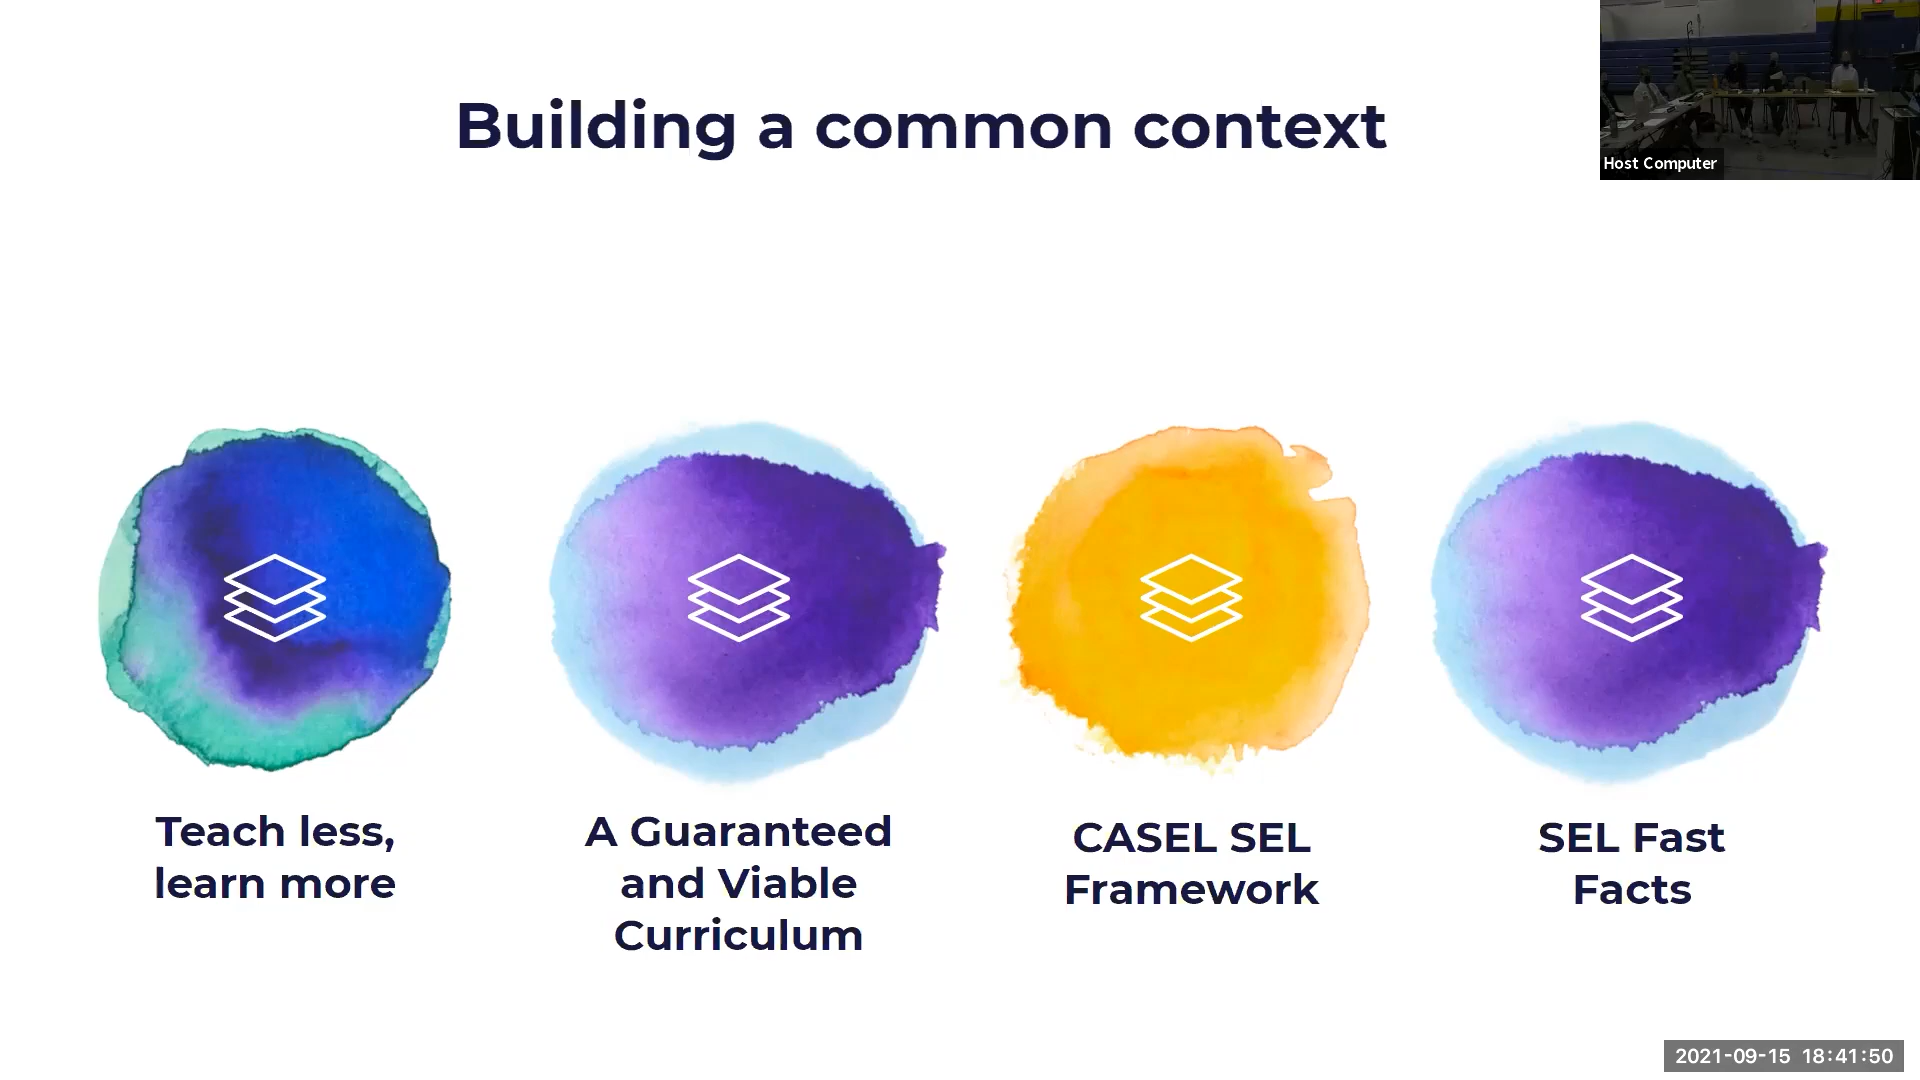 Building a common context
Host Computer
Teach less,
learn more
A Guaranteed
and Viable
Curriculum
CASEL SEL
Framework
SEL Fast
Facts
2021-09-15 18:41:50